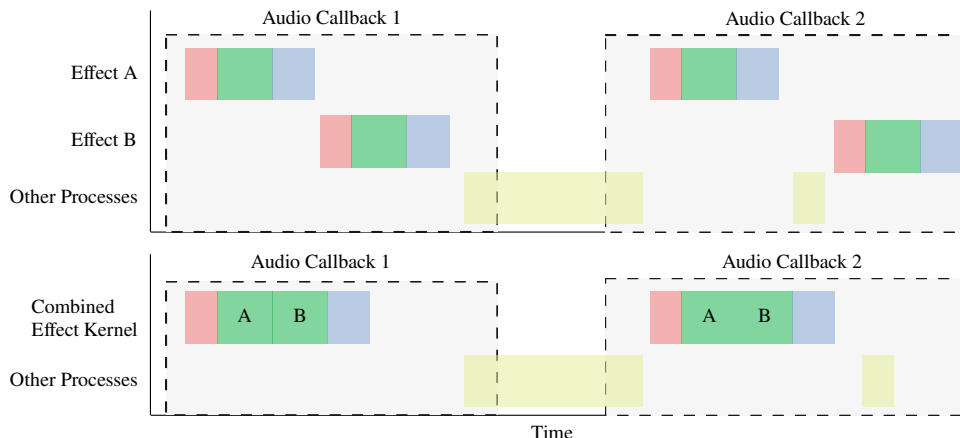 Audio Callback 1
Audio Callback 2
Effect A
Effect B
Other Processes
Audio Callback 1
Audio Callback 2
Combined
Effect Kernel
A
B
A
B
Other Processes
Time